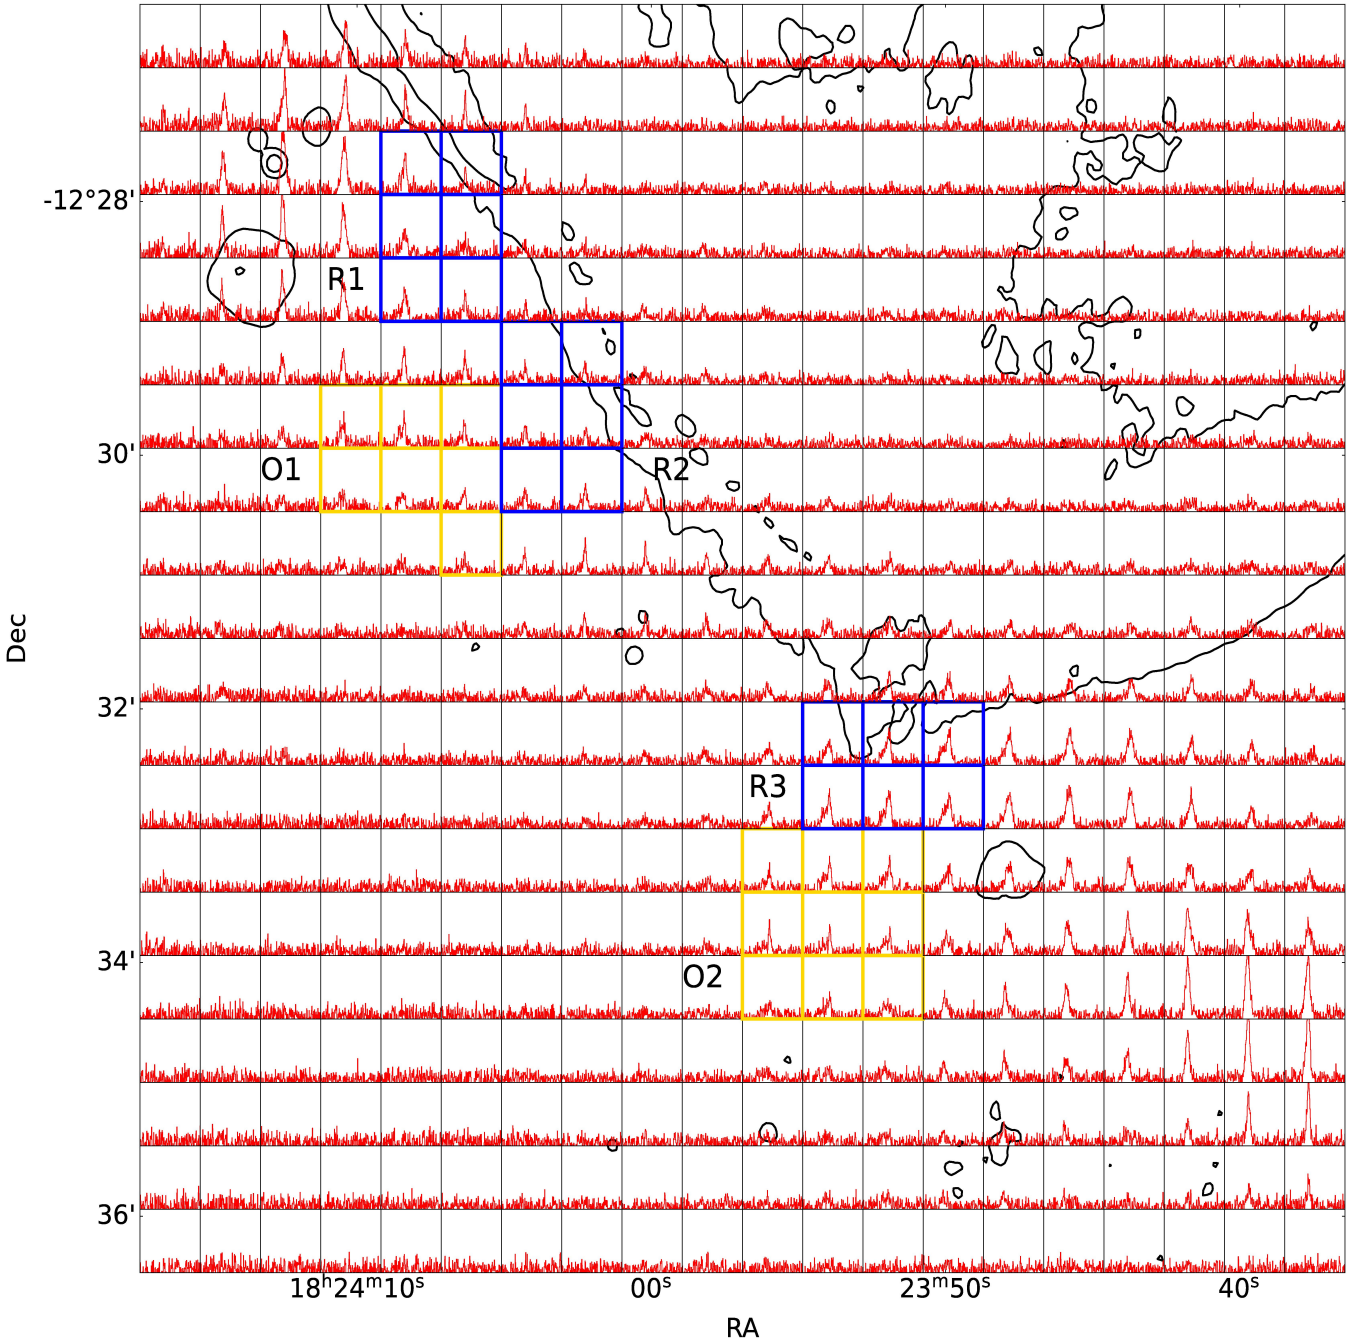 -12°28'
R1
30'
O1
R2
Dec
32'
R3
34'
O2
36'
18ʰ24ᵐ10ˢ
00ˢ
23ᵐ50ˢ
40ˢ
RA